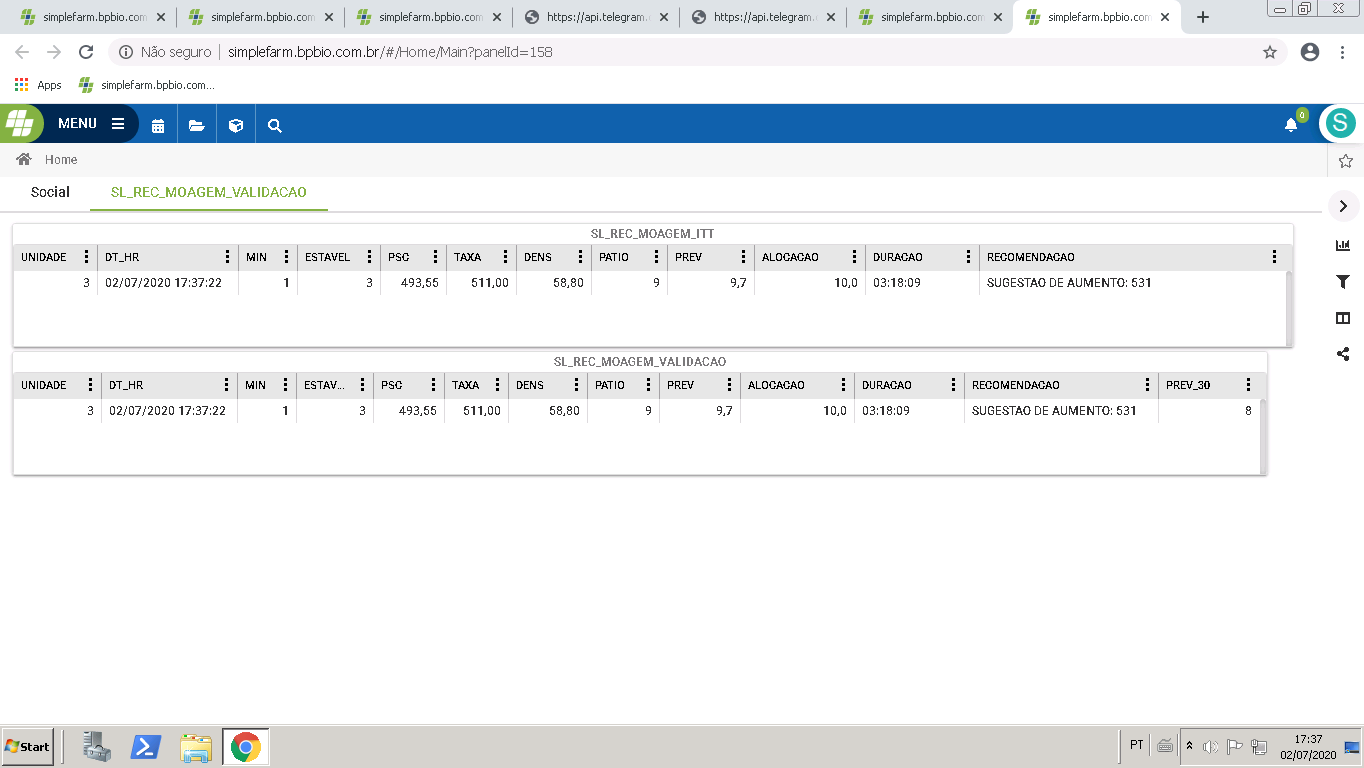 simplefarm.bpbio.com simplefarm.bpbio.com simplefarm.bpbio.com https://api.telegram. https://api.telegram. simplefarm.bpbio.com simplefarm.bpbio.com
Não seguro | simplefarm.bpbio.com.br/#/Home/Main?panelId=158
Apps simplefarm.bpbio.com...
MENU 0 S
Home
Social SL_REC_MOAGEM_VALIDACAO
SL_REC_MOAGEM_ITT
UNIDADE DT_HR MIN ESTAVEL PSC TAXA DENS PATIO PREV ALOCACAO DURACAO RECOMENDACAO
3 02/07/2020 17:37:22 1 3 493,55 511,00 58,80 9 9,7 10,0 03:18:09 SUGESTAO DE AUMENTO: 531
SL_REC_MOAGEM_VALIDACAO
UNIDADE DT_HR MIN ESTAV... PSC TAXA DENS PATIO PREV ALOCACAO DURACAO RECOMENDACAO PREV_30
3 02/07/2020 17:37:22 1 3 493,55 511,00 58,80 9 9,7 10,0 03:18:09 SUGESTAO DE AUMENTO: 531 8
Start PT 17:37
02/07/2020